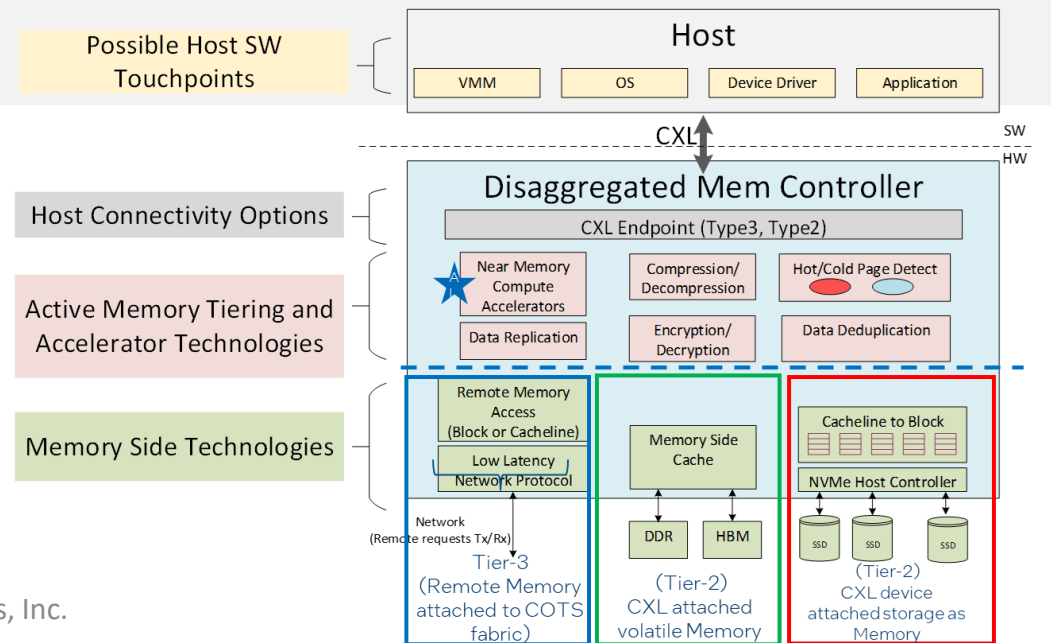 Possible Host SW
Touchpoints
Host
VMM
OS
Device Driver
Application
CXL
SW
HW
Disaggregated Mem Controller
Host Connectivity Options
CXL Endpoint (Type3, Type2)
Active Memory Tiering and
Accelerator Technologies
A
Near Memory
Compute
Accelerators
Compression/
Decompression
Hot/Cold Page Detect
Data Replication
Encryption/
Decryption
Data Deduplication
Memory Side Technologies
Remote Memory
Access
(Block or Cacheline)
Low Latency
Network Protocol
Memory Side
Cache
Cacheline to Block
NVMe Host Controller
Network
(Remote requests Tx/Rx)
DDR
HBM
SSD
SSD
SSD
Tier-3
(Remote Memory
attached to COTS
fabric)
(Tier-2)
CXL attached
volatile Memory
(Tier-2)
CXL device
attached storage as
Memory
s, Inc.